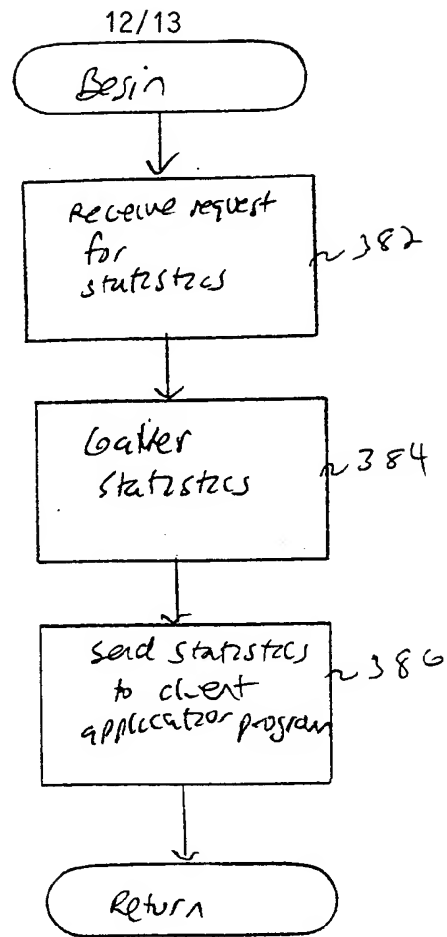 12/13
Begin
Receive request
for
statistics
382
Gather
statistics
384
Send statistics
to client
application program
386
Return